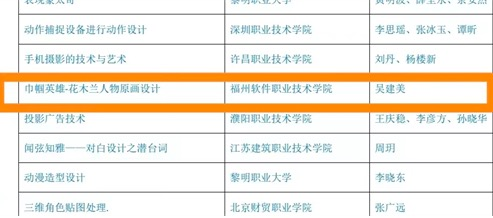 黎明职业大学
动作捕捉设备进行动作设计 深圳职业技术学院 李思瑶、张冰玉、谭昕
手机摄影的技术与艺术 许昌职业技术学院 刘丹、杨楼新
巾帼英雄-花木兰人物原画设计 福州软件职业技术学院 吴建美
投影广告技术 濮阳职业技术学院 王庆稳、李彦方、孙晓华
闻弦知雅——对白设计之潜台词 江苏建筑职业技术学院 周玥
动漫造型设计 黎明职业大学 李晓东
三维角色贴图处理. 北京财贸职业学院 张广远